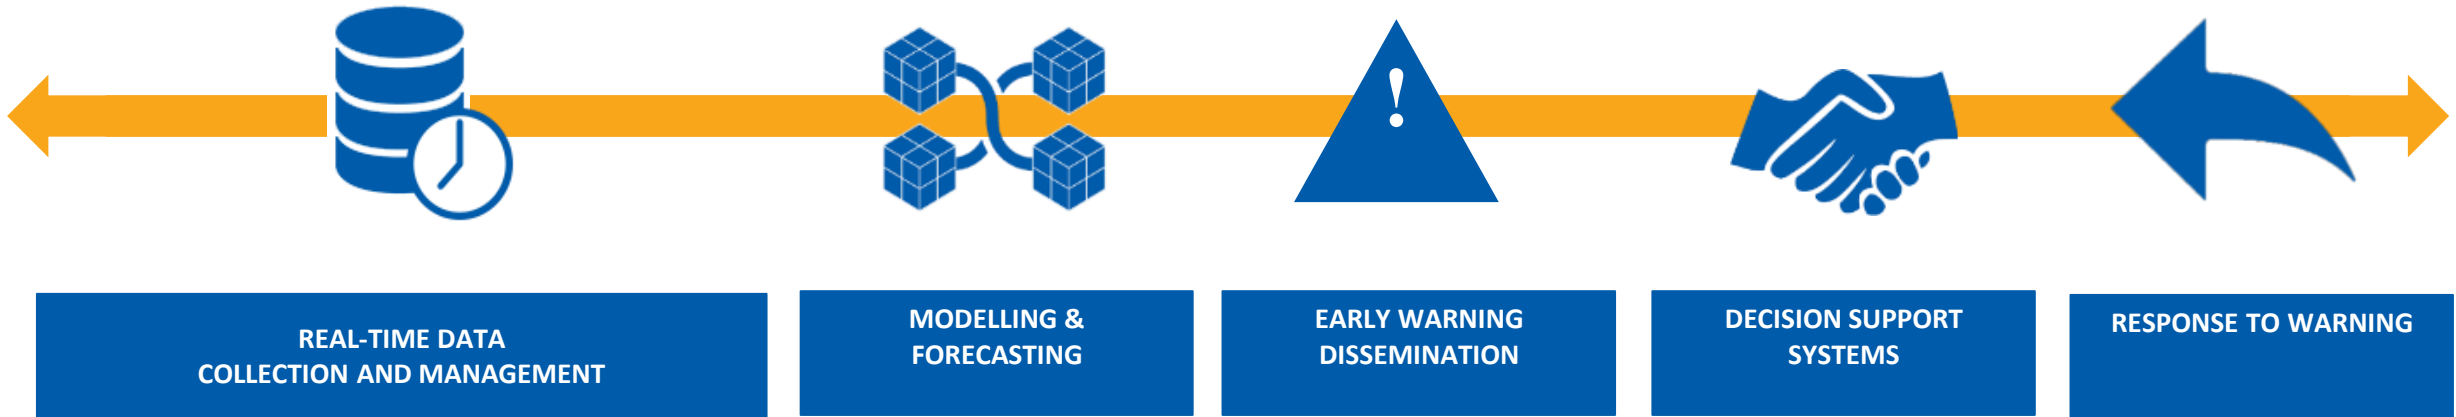 !
REAL-TIME DATA
COLLECTION AND MANAGEMENT
MODELLING &
FORECASTING
EARLY WARNING
DISSEMINATION
DECISION SUPPORT
SYSTEMS
RESPONSE TO WARNING